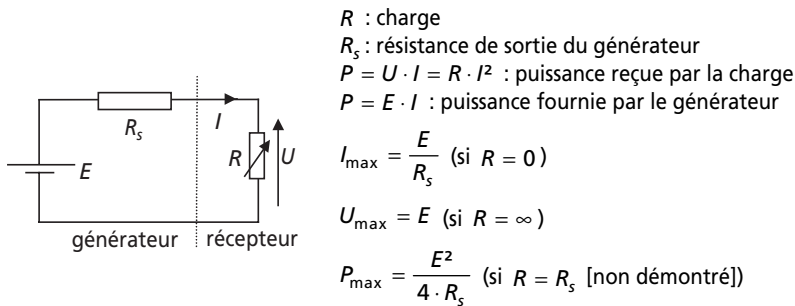 R : charge
R_s : résistance de sortie du générateur
P = U · I = R · I² : puissance reçue par la charge
P = E · I : puissance fournie par le générateur
I_max = E / R_s (si R = 0)
U_max = E (si R = ∞)
P_max = E² / 4 · R_s (si R = R_s [non démontré])
R_s
I
E
R
U
générateur
récepteur